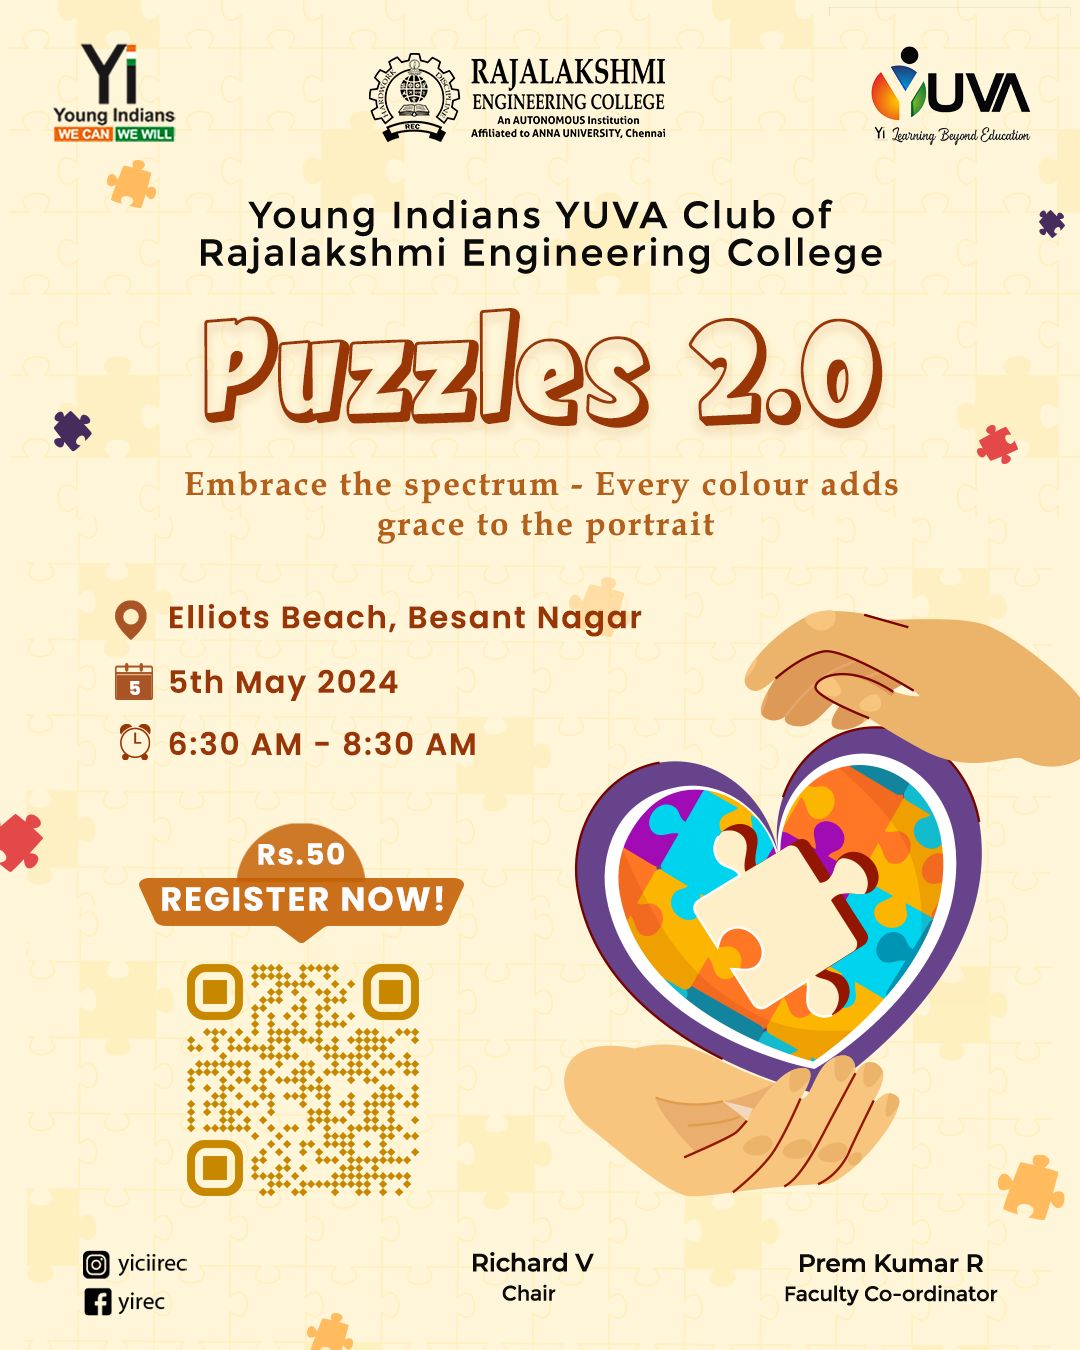 Yi
Young Indians
WE CAN WE WILL
HARDWORK DISCIPLINE
REC
RAJALAKSHMI
ENGINEERING COLLEGE
An AUTONOMOUS Institution
Affiliated to ANNA UNIVERSITY, Chennai
YUVA
Yi Learning Beyond Education
Young Indians YUVA Club of
Rajalakshmi Engineering College
Puzzles 2.0
Embrace the spectrum - Every colour adds
grace to the portrait
Elliots Beach, Besant Nagar
5
5th May 2024
6:30 AM - 8:30 AM
Rs.50
REGISTER NOW!
yiciirec
yirec
Richard V
Chair
Prem Kumar R
Faculty Co-ordinator